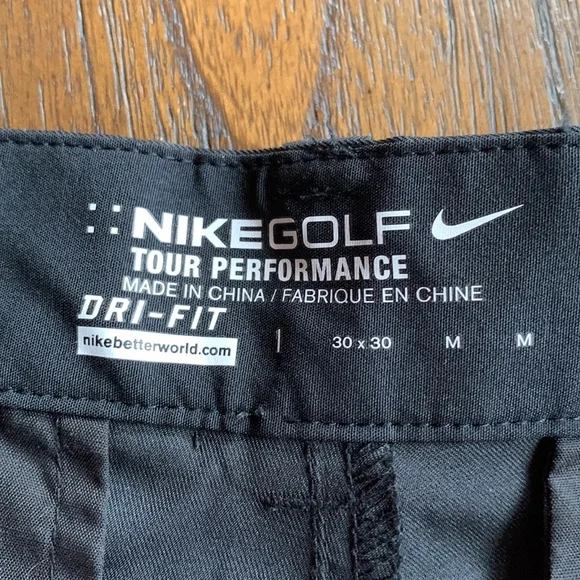 NIKEGOLF
TOUR PERFORMANCE
MADE IN CHINA / FABRIQUE EN CHINE
DRI-FIT
nikebetterworld.com | 30 x 30 M M